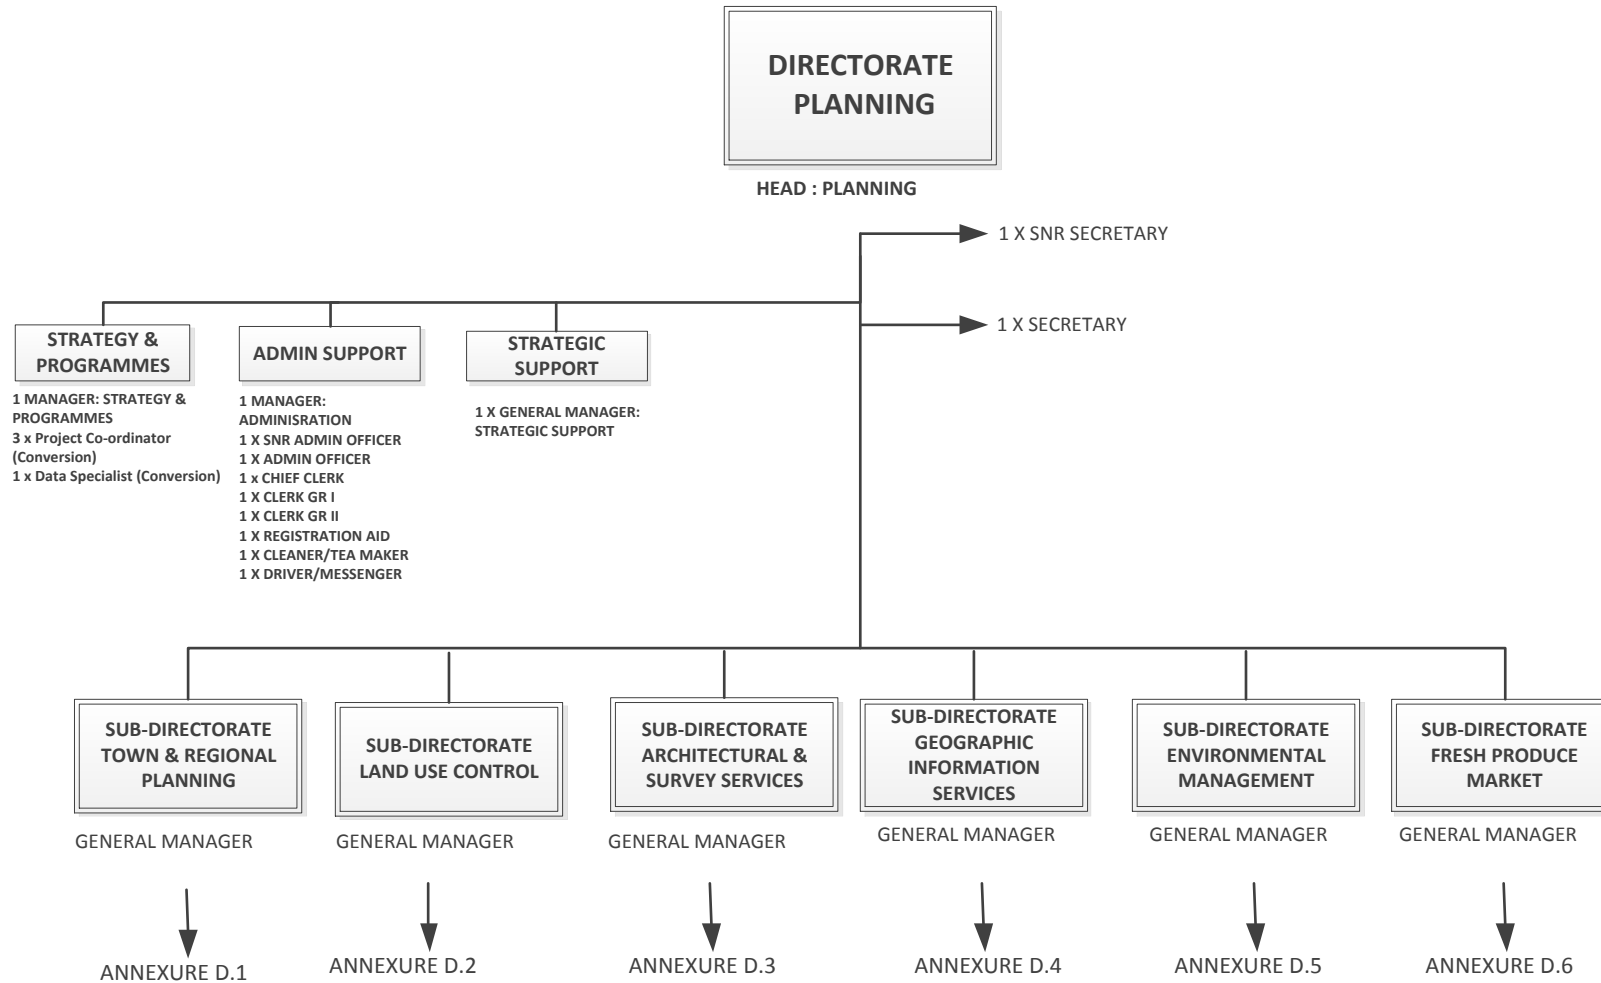 DIRECTORATE
PLANNING
HEAD : PLANNING
1 X SNR SECRETARY
1 X SECRETARY
STRATEGY &
PROGRAMMES
1 MANAGER: STRATEGY &
PROGRAMMES
3 x Project Co-ordinator
(Conversion)
1 x Data Specialist (Conversion)
ADMIN SUPPORT
1 MANAGER:
ADMINISRATION
1 X SNR ADMIN OFFICER
1 X ADMIN OFFICER
1 x CHIEF CLERK
1 X CLERK GR I
1 X CLERK GR II
1 X REGISTRATION AID
1 X CLEANER/TEA MAKER
1 X DRIVER/MESSENGER
STRATEGIC
SUPPORT
1 X GENERAL MANAGER:
STRATEGIC SUPPORT
SUB-DIRECTORATE
TOWN & REGIONAL
PLANNING
GENERAL MANAGER
ANNEXURE D.1
SUB-DIRECTORATE
LAND USE CONTROL
GENERAL MANAGER
ANNEXURE D.2
SUB-DIRECTORATE
ARCHITECTURAL &
SURVEY SERVICES
GENERAL MANAGER
ANNEXURE D.3
SUB-DIRECTORATE
GEOGRAPHIC
INFORMATION
SERVICES
GENERAL MANAGER
ANNEXURE D.4
SUB-DIRECTORATE
ENVIRONMENTAL
MANAGEMENT
GENERAL MANAGER
ANNEXURE D.5
SUB-DIRECTORATE
FRESH PRODUCE
MARKET
GENERAL MANAGER
ANNEXURE D.6